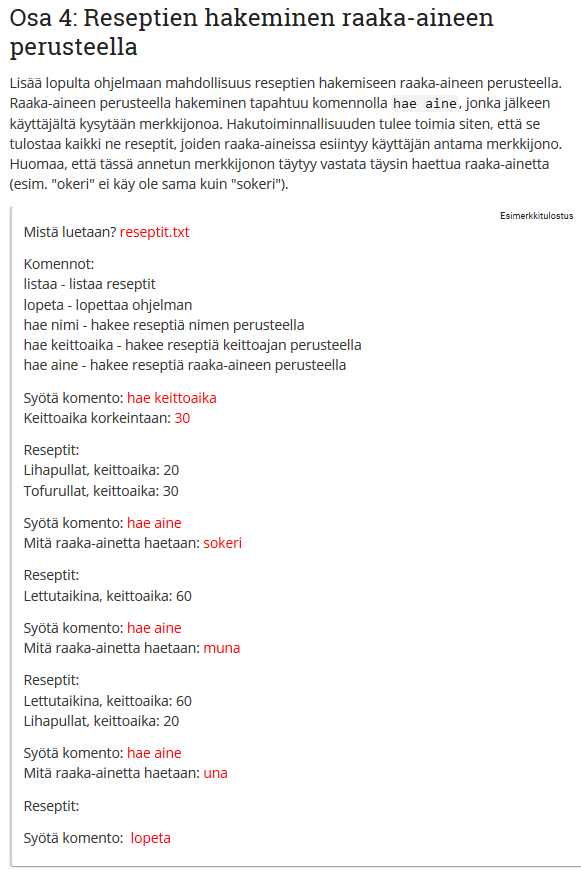 Osa 4: Reseptien hakeminen raaka-aineen
perusteella
Lisää lopulta ohjelmaan mahdollisuus reseptien hakemiseen raaka-aineen perusteella.
Raaka-aineen perusteella hakeminen tapahtuu komennolla hae aine, jonka jälkeen
käyttäjältä kysytään merkkijonoa. Hakutoiminnallisuuden tulee toimia siten, että se
tulostaa kaikki ne reseptit, joiden raaka-aineissa esiintyy käyttäjän antama merkkijono.
Huomaa, että tässä annetun merkkijonon täytyy vastata täysin haettua raaka-ainetta
(esim. "okeri" ei käy ole sama kuin "sokeri").
Esimerkkitulostus
Mistä luetaan? reseptit.txt
Komennot:
listaa - listaa reseptit
lopeta - lopettaa ohjelman
hae nimi - hakee reseptiä nimen perusteella
hae keittoaika - hakee reseptiä keittoajan perusteella
hae aine - hakee reseptiä raaka-aineen perusteella
Syötä komento: hae keittoaika
Keittoaika korkeintaan: 30
Reseptit:
Lihapullat, keittoaika: 20
Tofurullat, keittoaika: 30
Syötä komento: hae aine
Mitä raaka-ainetta haetaan: sokeri
Reseptit:
Lettutaikina, keittoaika: 60
Syötä komento: hae aine
Mitä raaka-ainetta haetaan: muna
Reseptit:
Lettutaikina, keittoaika: 60
Lihapullat, keittoaika: 20
Syötä komento: hae aine
Mitä raaka-ainetta haetaan: una
Reseptit:
Syötä komento: lopeta